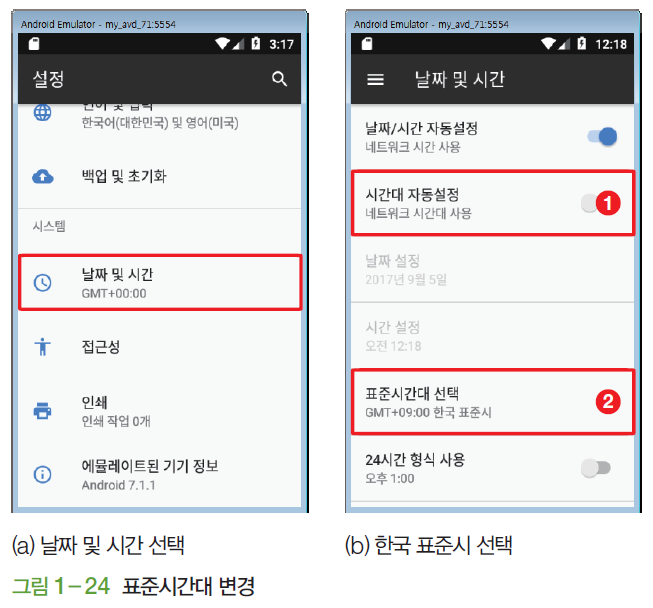 Android Emulator - my_avd_71:5554
3:17
설정
언어 및 입력
한국어(대한민국) 및 영어(미국)
백업 및 초기화
시스템
날짜 및 시간
GMT+00:00
접근성
인쇄
인쇄 작업 0개
에뮬레이트된 기기 정보
Android 7.1.1
(a) 날짜 및 시간 선택
Android Emulator - my_avd_71:5554
12:18
날짜 및 시간
날짜/시간 자동설정
네트워크 시간 사용
시간대 자동설정
네트워크 시간대 사용
1
날짜 설정
2017년 9월 5일
시간 설정
오전 12:18
표준시간대 선택
GMT+09:00 한국 표준시
2
24시간 형식 사용
오후 1:00
(b) 한국 표준시 선택
그림 1-24 표준시간대 변경